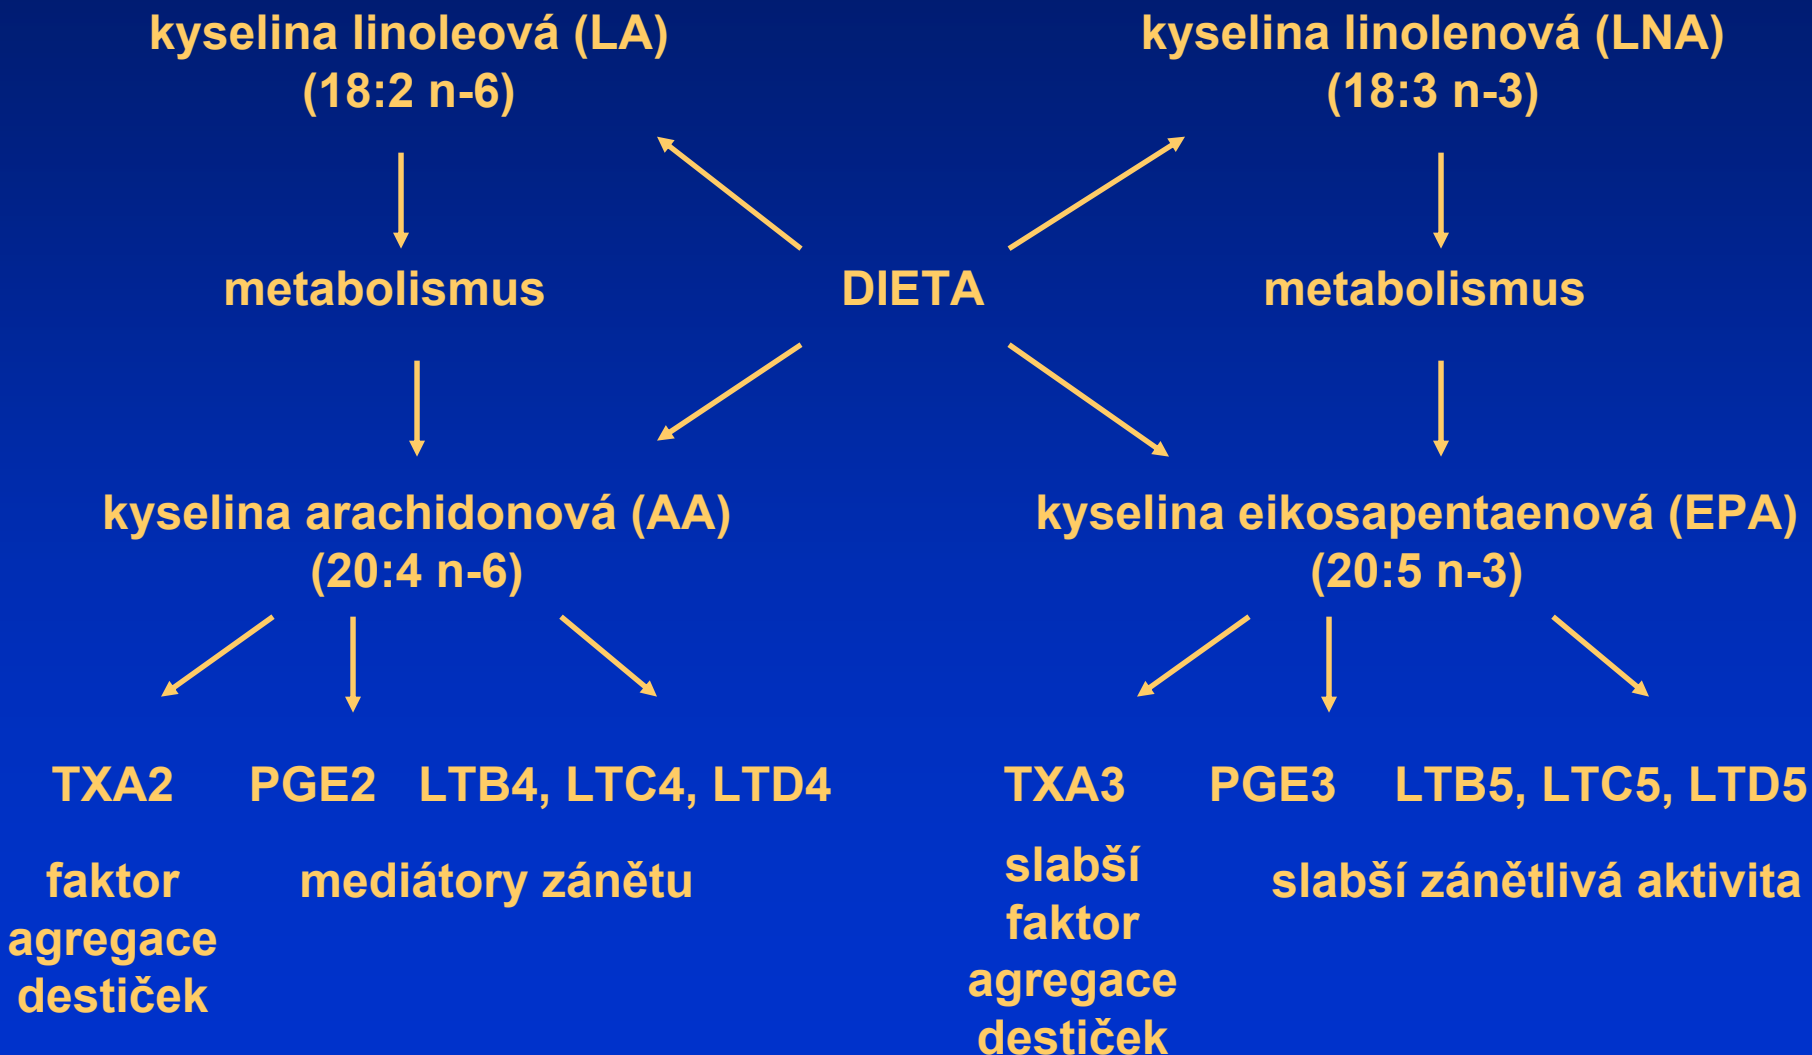 kyselina linoleová (LA)
(18:2 n-6)
kyselina linolenová (LNA)
(18:3 n-3)
metabolismus
DIETA
metabolismus
kyselina arachidonová (AA)
(20:4 n-6)
kyselina eikosapentaenová (EPA)
(20:5 n-3)
TXA2
PGE2
LTB4, LTC4, LTD4
TXA3
PGE3
LTB5, LTC5, LTD5
faktor
agregace
destiček
mediátory zánětu
slabší
faktor
agregace
destiček
slabší zánětlivá aktivita